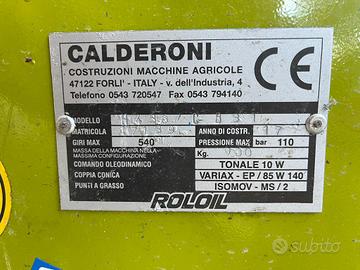 CALDERONI
COSTRUZIONI MACCHINE AGRICOLE
47122 FORLI' - ITALY - v. dell'Industria, 4
Telefono 0543 720547 Fax 0543 794140
CE
MODELLO
MATRICOLA ANNO DI COSTR.
GIRI MAX 540 PRESSIONE MAX bar 110
MASSA DELLA MACCHINA NELLA
MASSIMA CONFIGURAZIONE Kg.
COMANDO OLEODINAMICO TONALE 10 W
COPPIA CONICA VARIAX - EP / 85 W 140
PUNTI A GRASSO ISOMOV - MS / 2
ROLOIL
subito